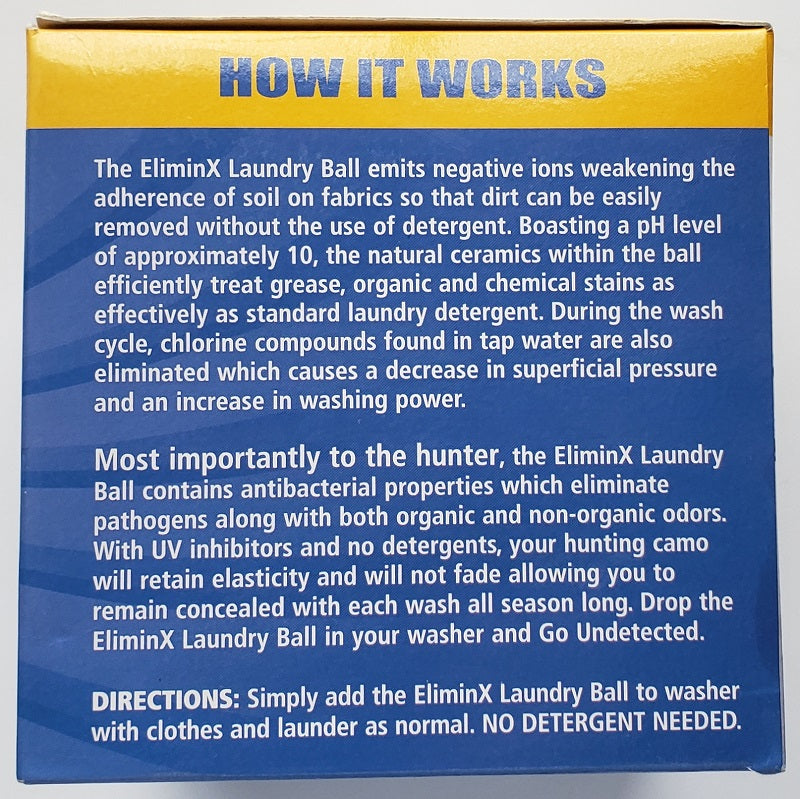 HOW IT WORKS
The EliminX Laundry Ball emits negative ions weakening the
adherence of soil on fabrics so that dirt can be easily
removed without the use of detergent. Boasting a pH level
of approximately 10, the natural ceramics within the ball
efficiently treat grease, organic and chemical stains as
effectively as standard laundry detergent. During the wash
cycle, chlorine compounds found in tap water are also
eliminated which causes a decrease in superficial pressure
and an increase in washing power.
Most importantly to the hunter, the EliminX Laundry
Ball contains antibacterial properties which eliminate
pathogens along with both organic and non-organic odors.
With UV inhibitors and no detergents, your hunting camo
will retain elasticity and will not fade allowing you to
remain concealed with each wash all season long. Drop the
EliminX Laundry Ball in your washer and Go Undetected.
DIRECTIONS: Simply add the EliminX Laundry Ball to washer
with clothes and launder as normal. NO DETERGENT NEEDED.